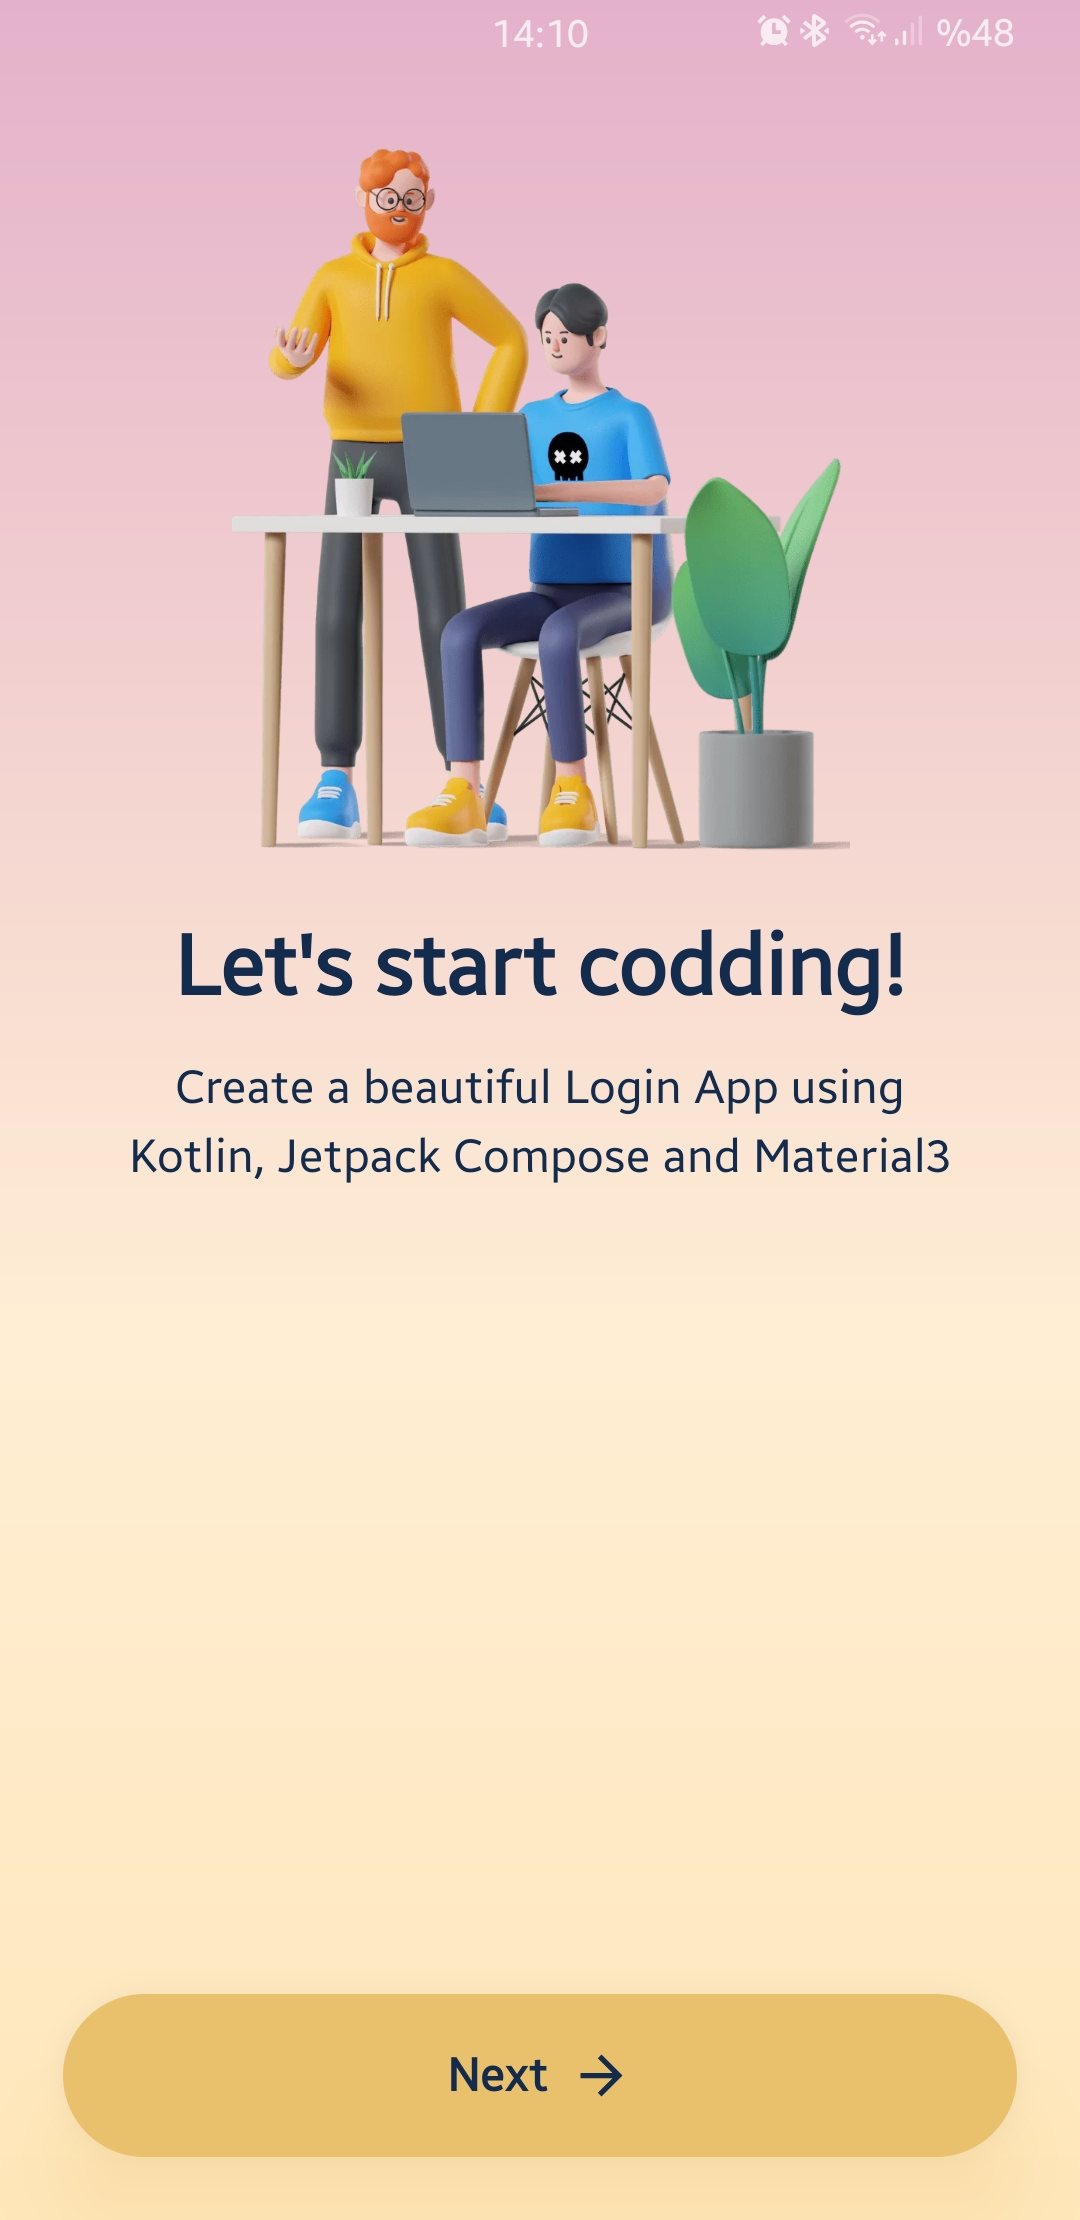 14:10 %48
Let's start codding!
Create a beautiful Login App using
Kotlin, Jetpack Compose and Material3
Next